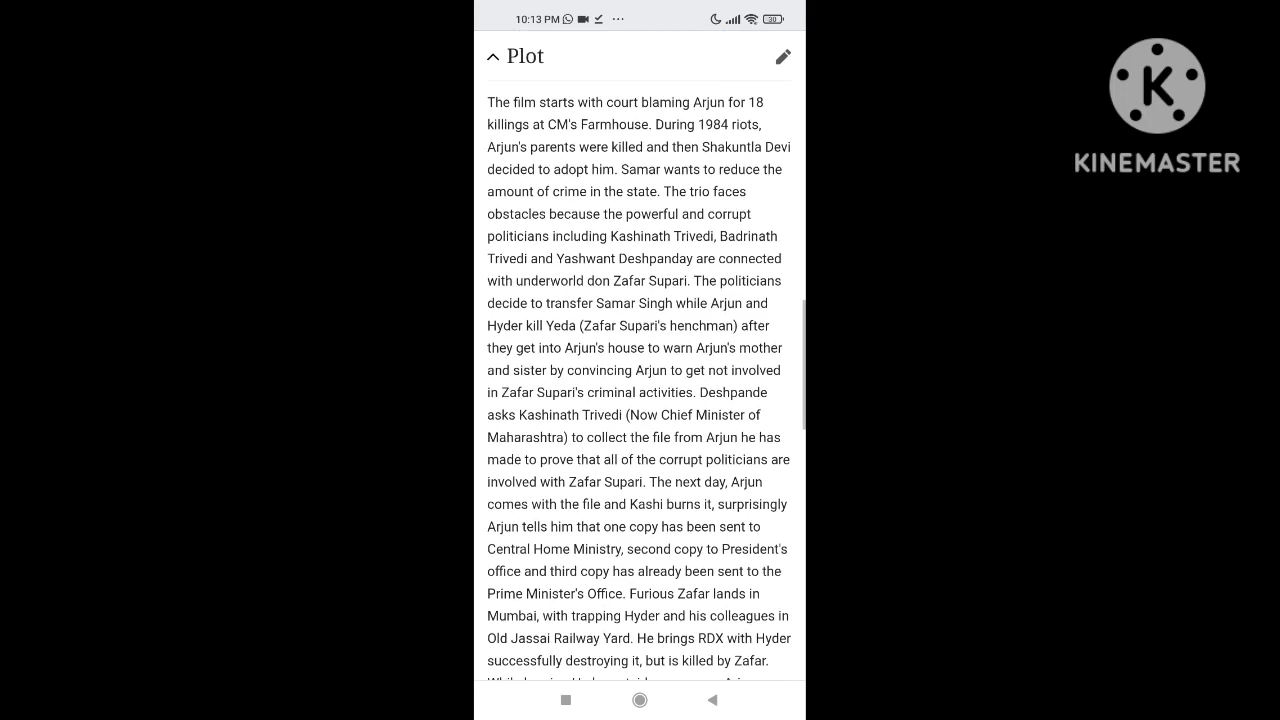 10:13 PM
30
Plot
The film starts with court blaming Arjun for 18
killings at CM's Farmhouse. During 1984 riots,
Arjun's parents were killed and then Shakuntla Devi
decided to adopt him. Samar wants to reduce the
amount of crime in the state. The trio faces
obstacles because the powerful and corrupt
politicians including Kashinath Trivedi, Badrinath
Trivedi and Yashwant Deshpanday are connected
with underworld don Zafar Supari. The politicians
decide to transfer Samar Singh while Arjun and
Hyder kill Yeda (Zafar Supari's henchman) after
they get into Arjun's house to warn Arjun's mother
and sister by convincing Arjun to get not involved
in Zafar Supari's criminal activities. Deshpande
asks Kashinath Trivedi (Now Chief Minister of
Maharashtra) to collect the file from Arjun he has
made to prove that all of the corrupt politicians are
involved with Zafar Supari. The next day, Arjun
comes with the file and Kashi burns it, surprisingly
Arjun tells him that one copy has been sent to
Central Home Ministry, second copy to President's
office and third copy has already been sent to the
Prime Minister's Office. Furious Zafar lands in
Mumbai, with trapping Hyder and his colleagues in
Old Jassai Railway Yard. He brings RDX with Hyder
successfully destroying it, but is killed by Zafar.
K
KINEMASTER